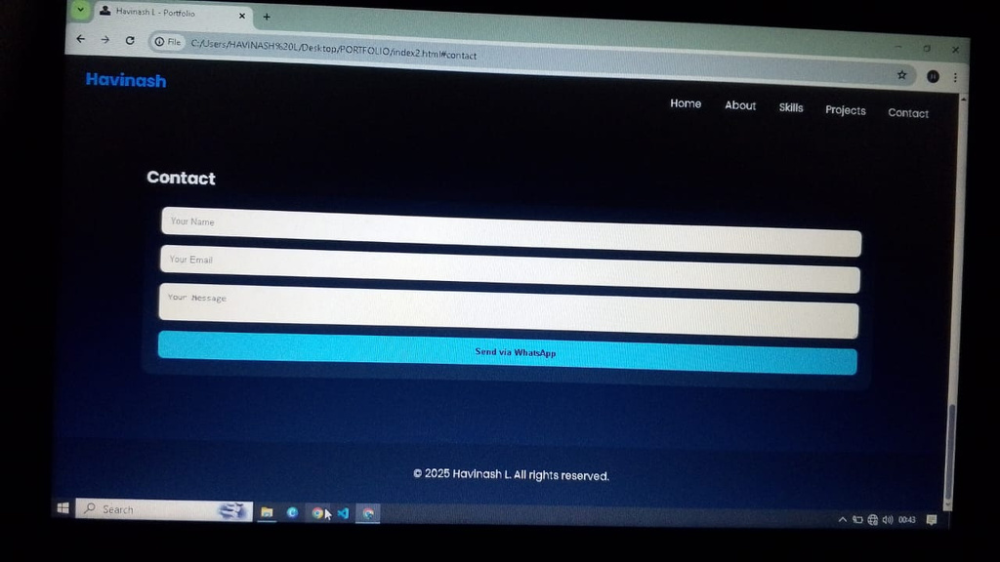 Havinash L - Portfolio
File C:/Users/HAVINASH%20L/Desktop/PORTFOLIO/index2.html#contact
Havinash
Home About Skills Projects Contact
Contact
Your Name
Your Email
Your Message
Send via WhatsApp
© 2025 Havinash L. All rights reserved.
Search
00:43